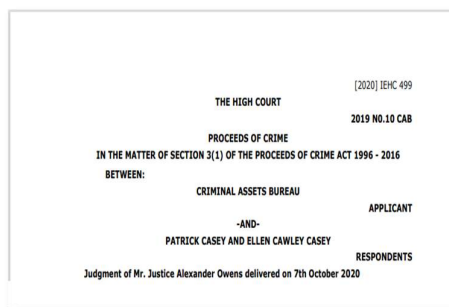 [2020] IEHC 499
THE HIGH COURT
2019 N0.10 CAB
PROCEEDS OF CRIME
IN THE MATTER OF SECTION 3(1) OF THE PROCEEDS OF CRIME ACT 1996 - 2016
BETWEEN:
CRIMINAL ASSETS BUREAU
APPLICANT
-AND-
PATRICK CASEY AND ELLEN CAWLEY CASEY
RESPONDENTS
Judgment of Mr. Justice Alexander Owens delivered on 7th October 2020